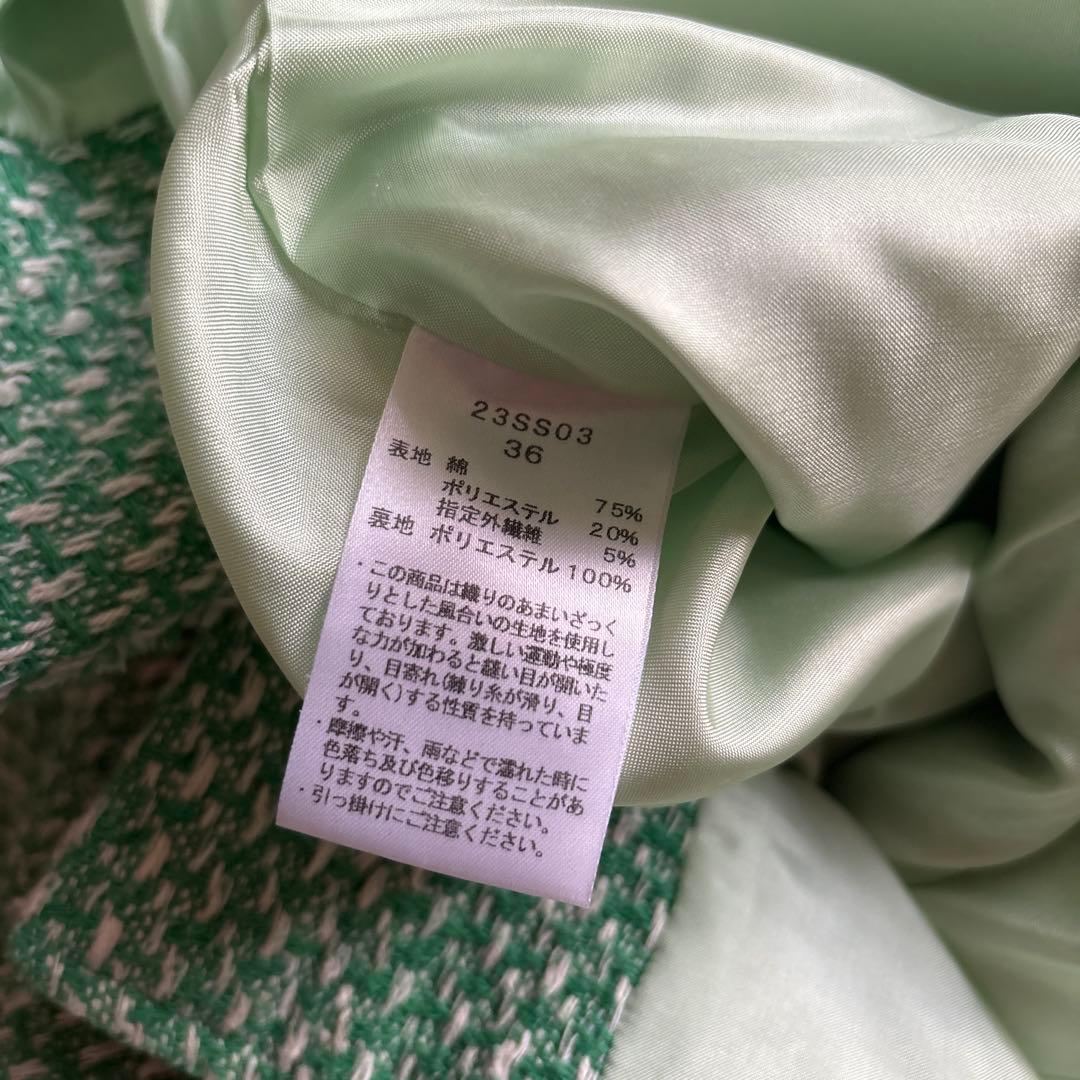 23SS03
36
表地 綿 75%
ポリエステル 20%
指定外繊維 5%
裏地 ポリエステル 100%
・この商品は織りのあまいざっく
りとした風合いの生地を使用し
ております。激しい運動や極度
な力が加わると縫い目が開いた
り、目寄れ(織り糸が滑り、目
が開く)する性質を持っていま
す。
・摩擦や汗、雨などで濡れた時に
色落ち及び色移りすることがあ
りますのでご注意ください。
・引っ掛けにご注意ください。